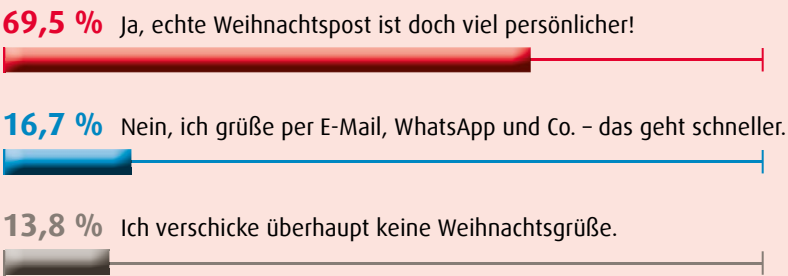 69,5 % Ja, echte Weihnachtspost ist doch viel persönlicher!
16,7 % Nein, ich grüße per E-Mail, WhatsApp und Co. – das geht schneller.
13,8 % Ich verschicke überhaupt keine Weihnachtsgrüße.